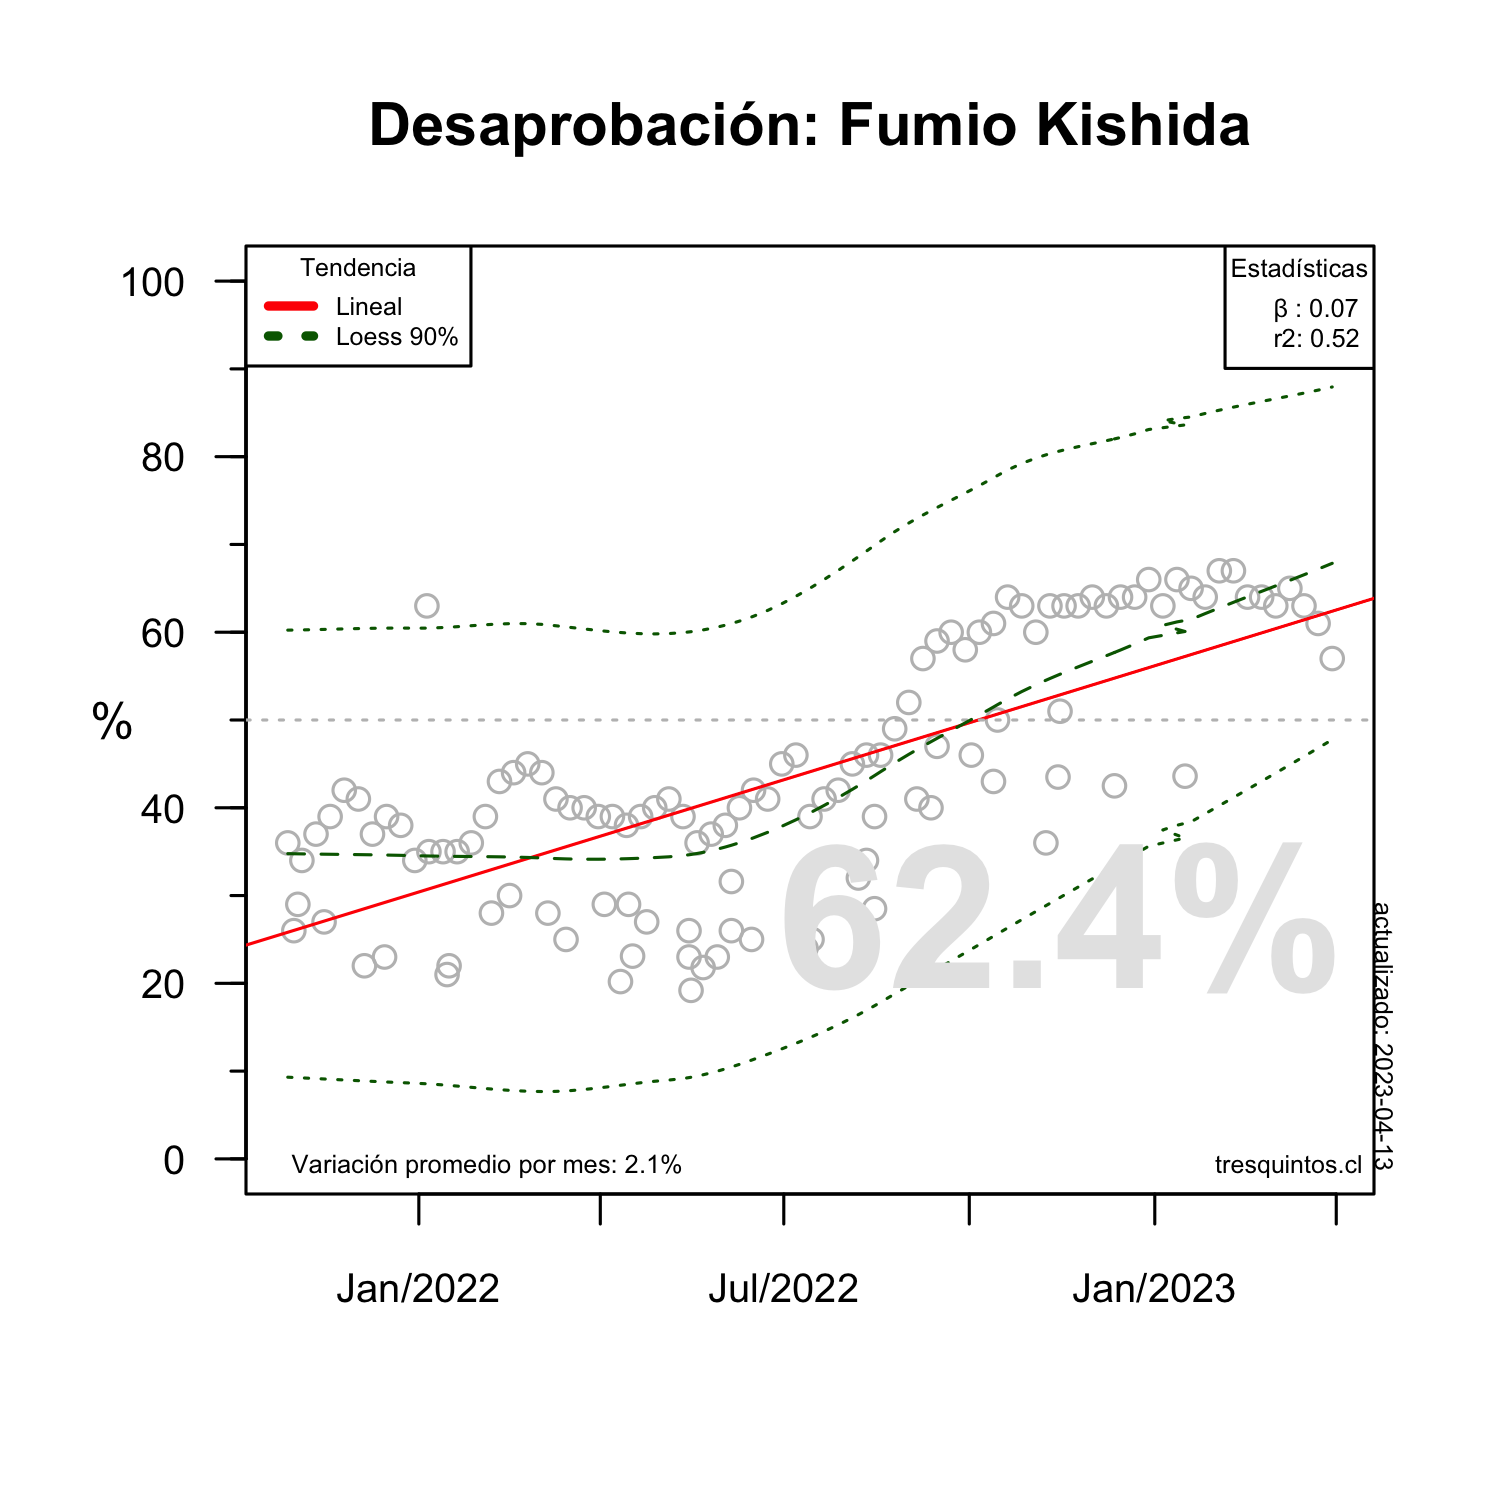 Desaprobación: Fumio Kishida
Tendencia
Lineal
Loess 90%
Estadísticas
β : 0.07
r2: 0.52
100
80
60
%
40
20
0
62.4%
actualizado: 2023-04-13
Variación promedio por mes: 2.1%
tresquintos.cl
Jan/2022
Jul/2022
Jan/2023